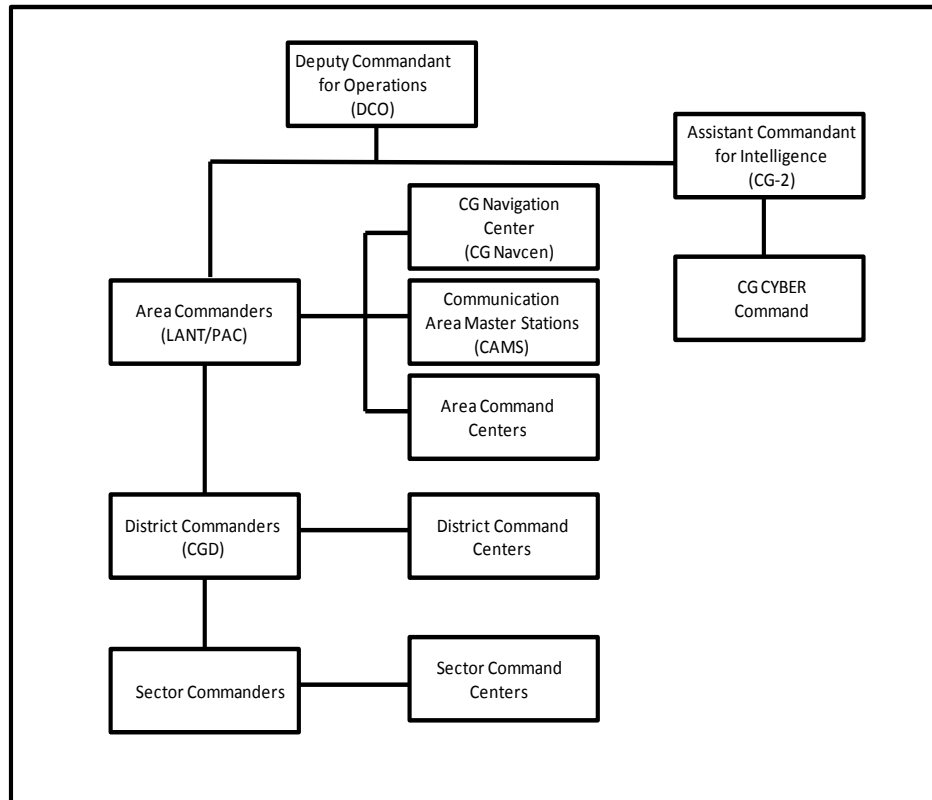 Deputy Commandant
for Operations
(DCO)
Assistant Commandant
for Intelligence
(CG-2)
CG Navigation
Center
(CG Navcen)
Area Commanders
(LANT/PAC)
Communication
Area Master Stations
(CAMS)
CG CYBER
Command
Area Command
Centers
District Commanders
(CGD)
District Command
Centers
Sector Commanders
Sector Command
Centers